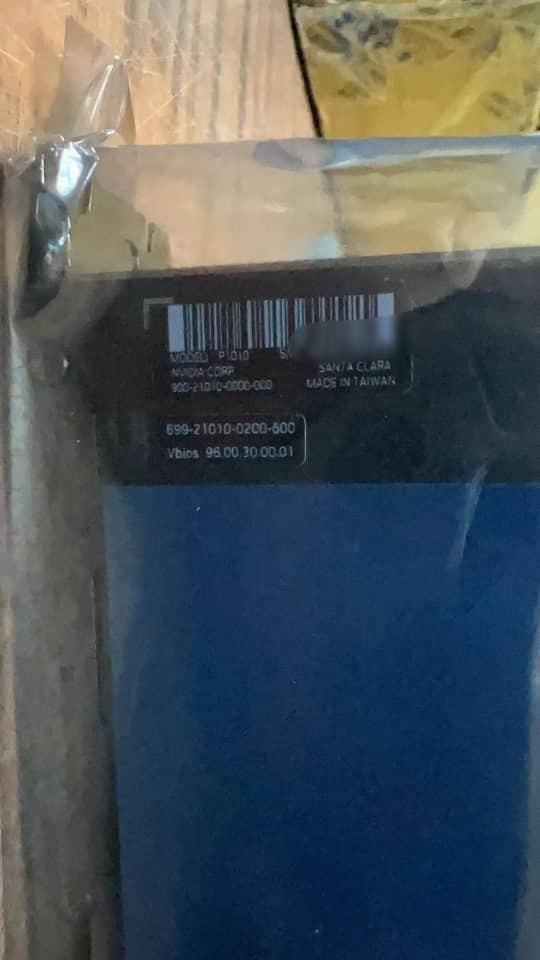 MODEL: P1010 S/
NVIDIA CORP
SANTA CLARA
900-21010-0000-000
MADE IN TAIWAN
699-21010-0200-600
Vbios 96.00.30.00.01